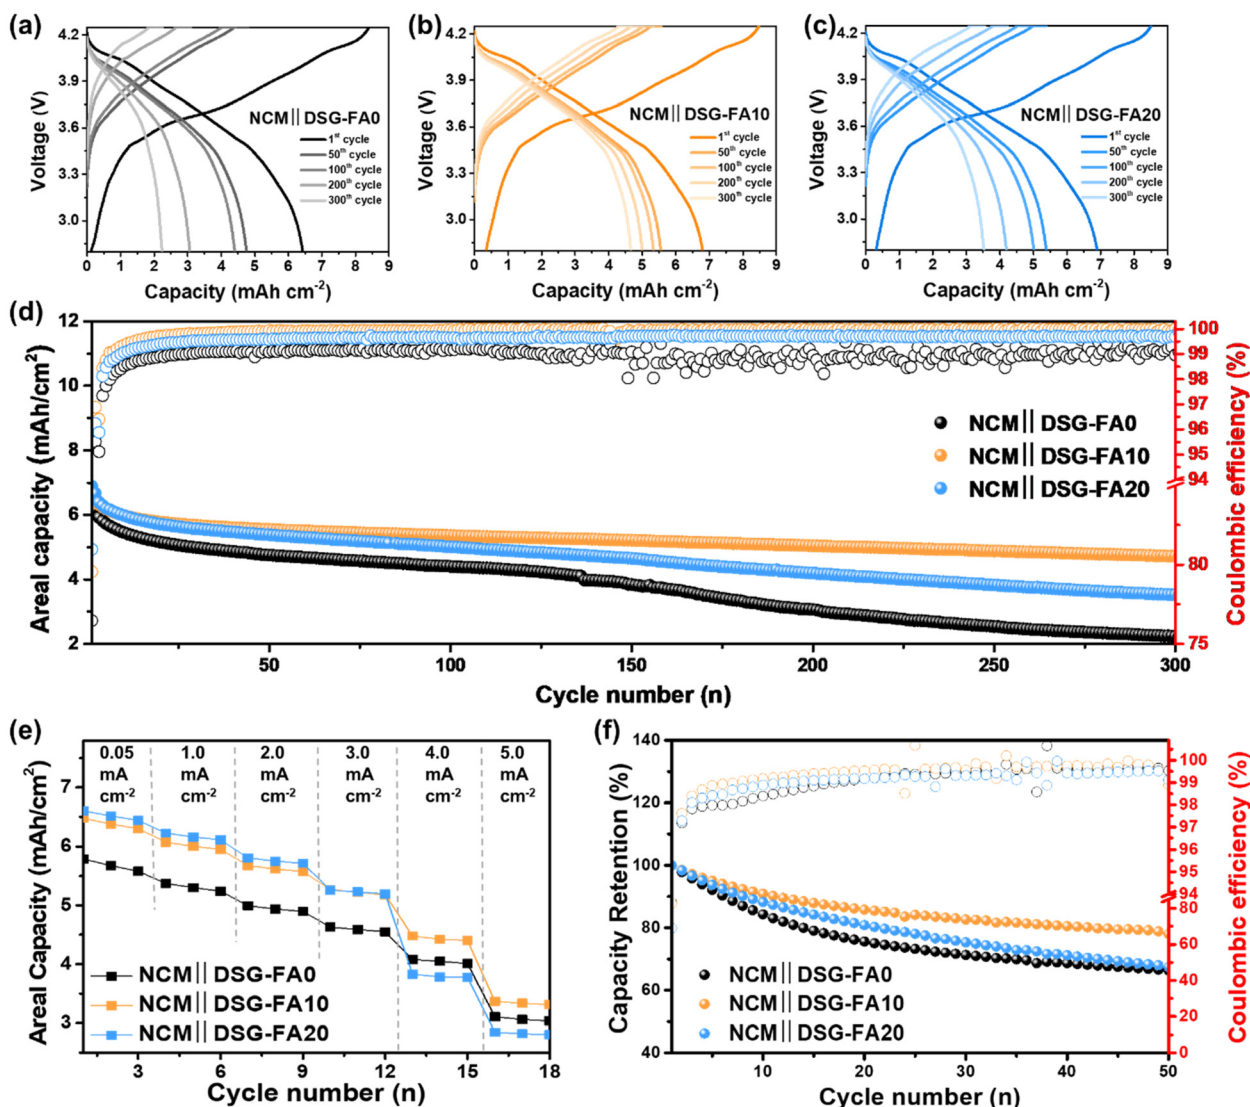 (a)
4.2
3.9
3.6
3.3
3.0
Voltage (V)
NCM|| DSG-FA0
1st cycle
50th cycle
100th cycle
200th cycle
300th cycle
0 1 2 3 4 5 6 7 8 9
Capacity (mAh cm-2)
(b)
4.2
3.9
3.6
3.3
3.0
Voltage (V)
NCM|| DSG-FA10
1st cycle
50th cycle
100th cycle
200th cycle
300th cycle
0 1 2 3 4 5 6 7 8 9
Capacity (mAh cm-2)
(c)
4.2
3.9
3.6
3.3
3.0
Voltage (V)
NCM|| DSG-FA20
1st cycle
50th cycle
100th cycle
200th cycle
300th cycle
0 1 2 3 4 5 6 7 8 9
Capacity (mAh cm-2)
(d)
12
10
8
6
4
2
Areal capacity (mAh/cm2)
NCM|| DSG-FA0
NCM|| DSG-FA10
NCM|| DSG-FA20
100
99
98
97
96
95
94
80
75
Coulombic efficiency (%)
50 100 150 200 250 300
Cycle number (n)
(e)
7
6
5
4
3
Areal Capacity (mAh/cm2)
0.05 1.0 2.0 3.0 4.0 5.0
mA mA mA mA mA mA
cm-2 cm-2 cm-2 cm-2 cm-2 cm-2
NCM|| DSG-FA0
NCM|| DSG-FA10
NCM|| DSG-FA20
3 6 9 12 15 18
Cycle number (n)
(f)
140
120
100
80
60
40
Capacity Retention (%)
NCM|| DSG-FA0
NCM|| DSG-FA10
NCM|| DSG-FA20
100
99
98
97
96
95
94
80
60
40
20
0
Coulombic efficiency (%)
10 20 30 40 50
Cycle number (n)